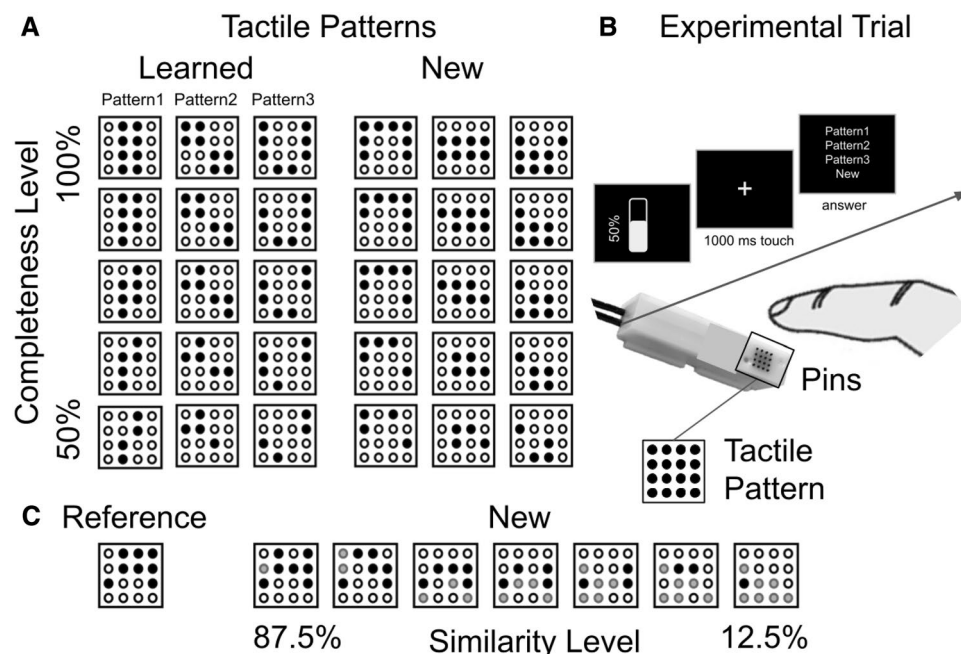 A
Tactile Patterns
Learned
New
Pattern1
Pattern2
Pattern3
Completeness Level
100%
50%
B
Experimental Trial
50%
1000 ms touch
Pattern1
Pattern2
Pattern3
New
answer
Pins
Tactile
Pattern
C
Reference
New
87.5%
Similarity Level
12.5%